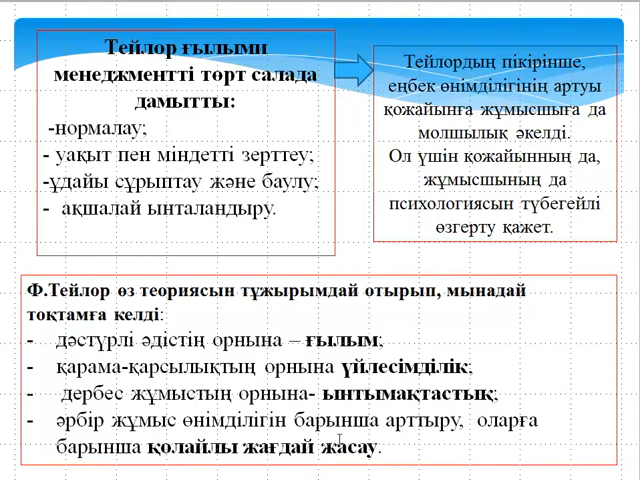 Тейлор ғылыми
менеджментті төрт салада
дамытты:
-нормалау;
- уақыт пен міндетті зерттеу;
-ұдайы сұрыптау және баулу;
- ақшалай ынталандыру.
Тейлордың пікірінше,
еңбек өнімділігінің артуы
қожайынға жұмысшыға да
молшылық әкелді.
Ол үшін қожайынның да,
жұмысшының да
психологиясын түбегейлі
өзгерту қажет.
Ф.Тейлор өз теориясын тұжырымдай отырып, мынадай
тоқтамға келді:
- дәстүрлі әдістің орнына – ғылым;
- қарама-қарсылықтың орнына үйлесімділік;
- дербес жұмыстың орнына- ынтымақтастық;
- әрбір жұмыс өнімділігін барынша арттыру, оларға
барынша қолайлы жағдай жасау.